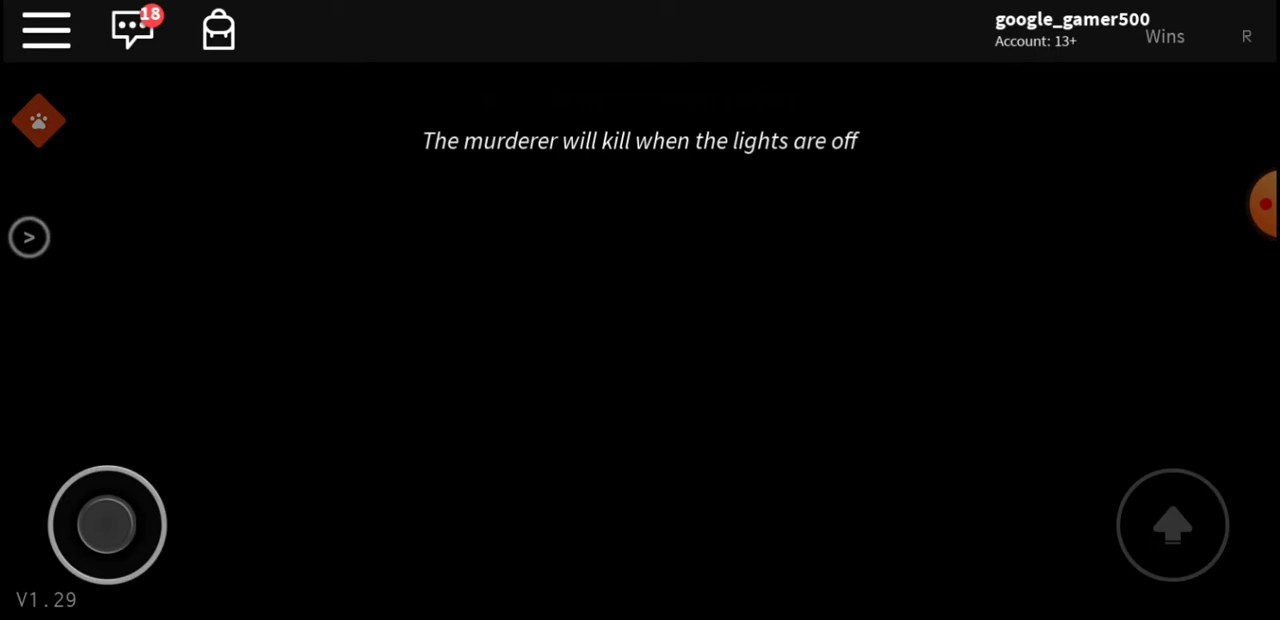 18
google_gamer500
Account: 13+
Wins
R
The murderer will kill when the lights are off
>
V1.29